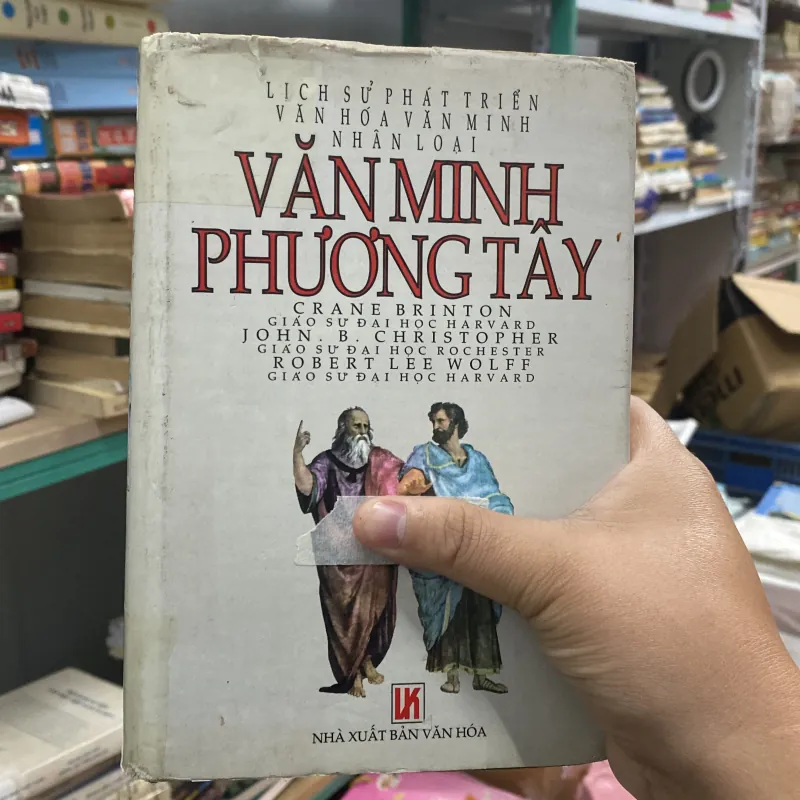 LỊCH SỬ PHÁT TRIỂN
VĂN HÓA VĂN MINH
NHÂN LOẠI
VĂN MINH
PHƯƠNG TÂY
CRANE BRINTON
GIÁO SƯ ĐẠI HỌC HARVARD
JOHN. B. CHRISTOPHER
GIÁO SƯ ĐẠI HỌC ROCHESTER
ROBERT LEE WOLFF
GIÁO SƯ ĐẠI HỌC HARVARD
NHÀ XUẤT BẢN VĂN HÓA